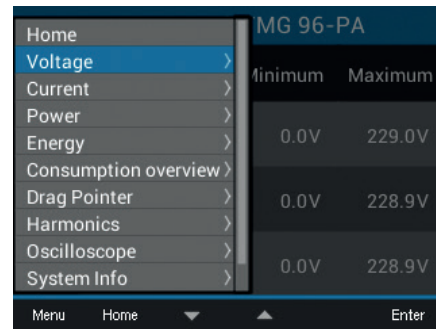 MG 96-PA
Home
Voltage
Current
Power
Energy
Consumption overview
Drag Pointer
Harmonics
Oscilloscope
System Info
Minimum Maximum
0.0V 229.0V
0.0V 228.9V
0.0V 228.9V
Menu Home Enter